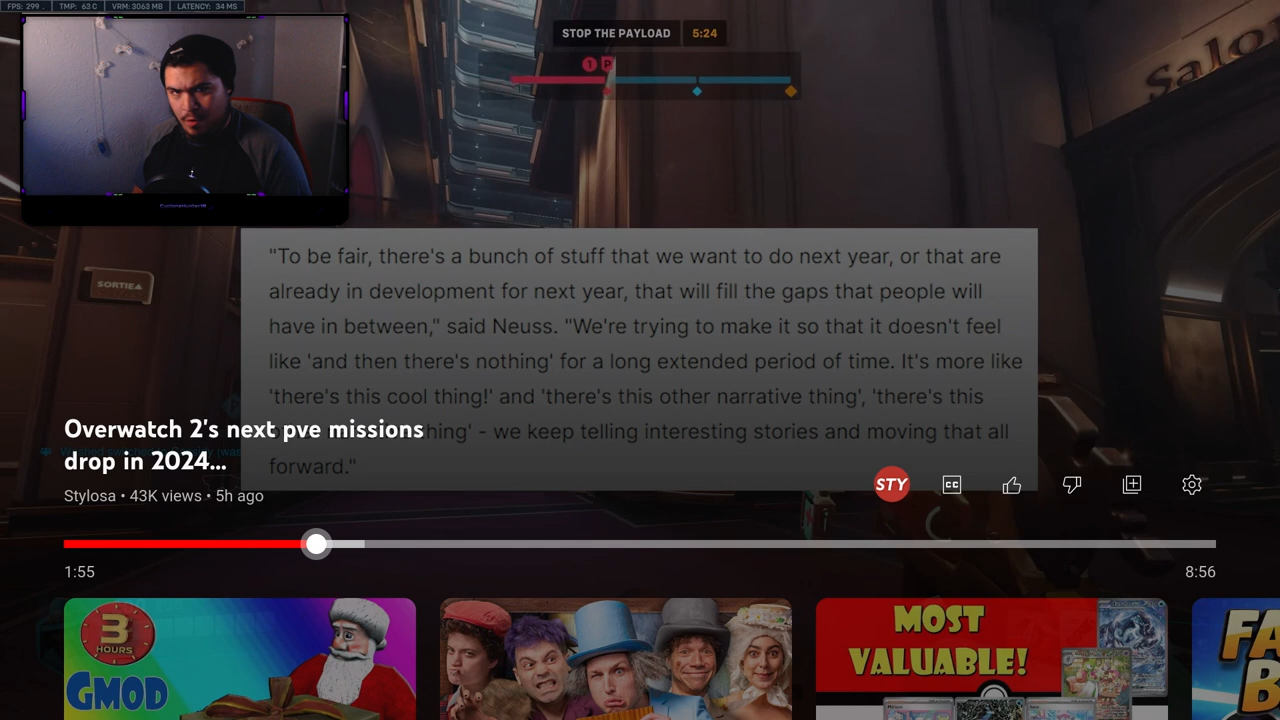 FPS: 299 TMP: 63 C VRM: 3063 MB LATENCY: 34 MS
STOP THE PAYLOAD 5:24
1 P
Salo
SORTIE
"To be fair, there's a bunch of stuff that we want to do next year, or that are
already in development for next year, that will fill the gaps that people will
have in between," said Neuss. "We're trying to make it so that it doesn't feel
like 'and then there's nothing' for a long extended period of time. It's more like
'there's this cool thing!' and 'there's this other narrative thing', 'there's this
thing' - we keep telling interesting stories and moving that all
forward."
Overwatch 2's next pve missions
drop in 2024...
Stylosa • 43K views • 5h ago
STY
CC
1:55
8:56
3
HOURS
GMOD
MOST
VALUABLE!
FA
B